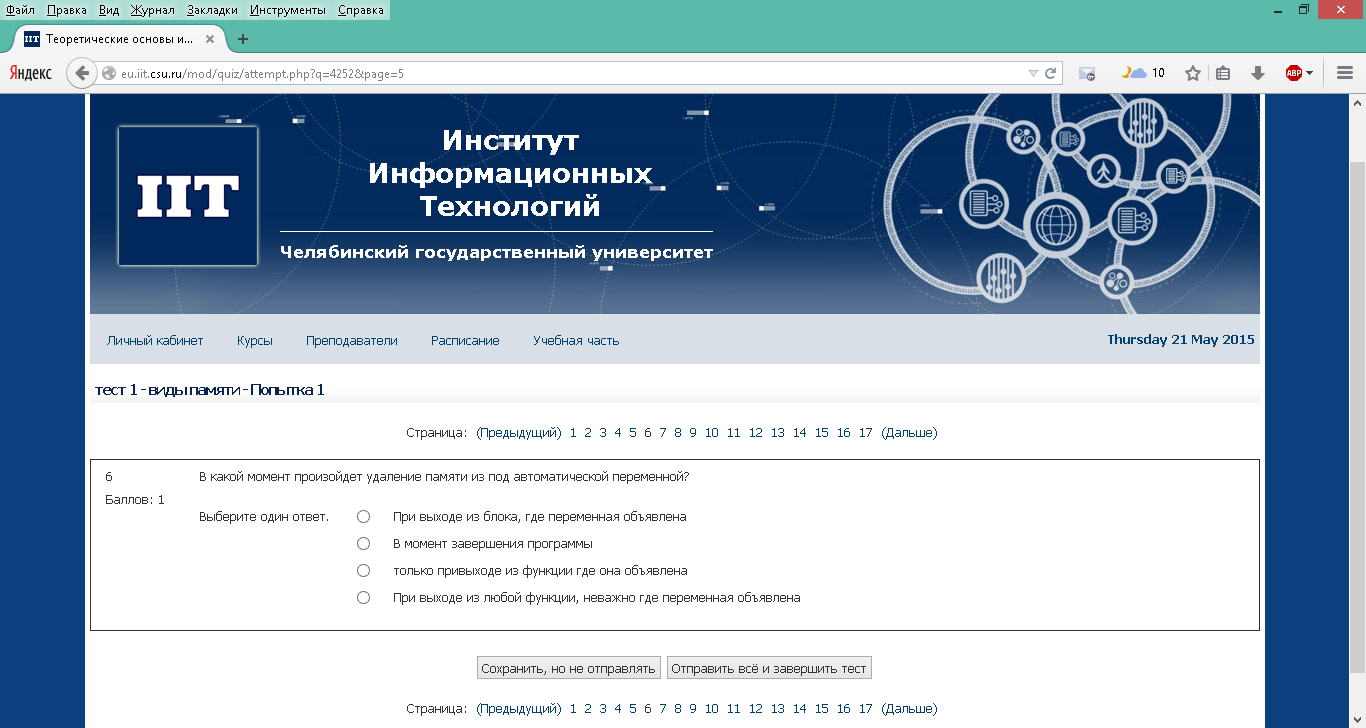 Файл Правка Вид Журнал Закладки Инструменты Справка
IIT Теоретические основы и...
Яндекс eu.iit.csu.ru/mod/quiz/attempt.php?q=4252&page=5 10 ABP
IIT
Институт
Информационных
Технологий
Челябинский государственный университет
Личный кабинет Курсы Преподаватели Расписание Учебная часть Thursday 21 May 2015
тест 1 - виды памяти - Попытка 1
Страница: (Предыдущий) 1 2 3 4 5 6 7 8 9 10 11 12 13 14 15 16 17 (Дальше)
6 В какой момент произойдет удаление памяти из под автоматической переменной?
Баллов: 1
Выберите один ответ. При выходе из блока, где переменная объявлена
В момент завершения программы
только привыходе из функции где она объявлена
При выходе из любой функции, неважно где переменная объявлена
Сохранить, но не отправлять Отправить всё и завершить тест
Страница: (Предыдущий) 1 2 3 4 5 6 7 8 9 10 11 12 13 14 15 16 17 (Дальше)